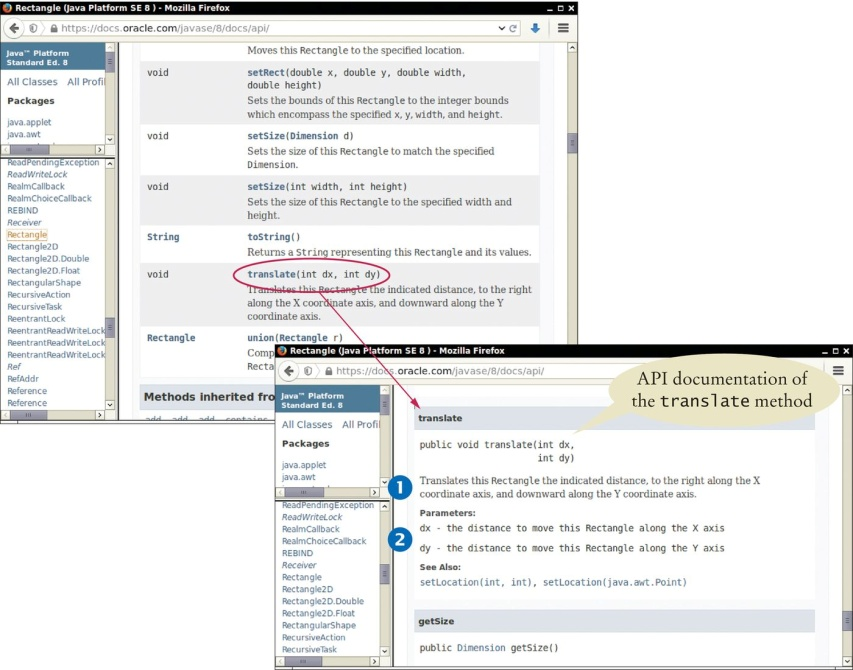 Rectangle (Java Platform SE 8 ) - Mozilla Firefox
https://docs.oracle.com/javase/8/docs/api/
Java™ Platform
Standard Ed. 8
All Classes All Profi
Packages
java.applet
java.awt
ReadPendingException
ReadWriteLock
RealmCallback
RealmChoiceCallback
REBIND
Receiver
Rectangle
Rectangle2D
Rectangle2D.Double
Rectangle2D.Float
RectangularShape
RecursiveAction
RecursiveTask
ReentrantLock
ReentrantReadWriteLock
ReentrantReadWriteLock
ReentrantReadWriteLock
Ref
RefAddr
Reference
Reference
Moves this Rectangle to the specified location.
void setRect(double x, double y, double width,
double height)
Sets the bounds of this Rectangle to the integer bounds
which encompass the specified x, y, width, and height.
void setSize(Dimension d)
Sets the size of this Rectangle to match the specified
Dimension.
void setSize(int width, int height)
Sets the size of this Rectangle to the specified width and
height.
String toString()
Returns a String representing this Rectangle and its values.
void translate(int dx, int dy)
Translates this Rectangle the indicated distance, to the right
along the X coordinate axis, and downward along the Y
coordinate axis.
Rectangle union(Rectangle r)
Comp
Recta
Methods inherited fro
Rectangle (Java Platform SE 8 ) - Mozilla Firefox
https://docs.oracle.com/javase/8/docs/api/
Java™ Platform
Standard Ed. 8
All Classes All Profil
Packages
java.applet
java.awt
ReadPendingException
ReadWriteLock
RealmCallback
RealmChoiceCallback
REBIND
Receiver
Rectangle
Rectangle2D
Rectangle2D.Double
Rectangle2D.Float
RectangularShape
RecursiveAction
RecursiveTask
API documentation of
the translate method
translate
public void translate(int dx,
int dy)
1
Translates this Rectangle the indicated distance, to the right along the X
coordinate axis, and downward along the Y coordinate axis.
Parameters:
2
dx - the distance to move this Rectangle along the X axis
dy - the distance to move this Rectangle along the Y axis
See Also:
setLocation(int, int), setLocation(java.awt.Point)
getSize
public Dimension getSize()